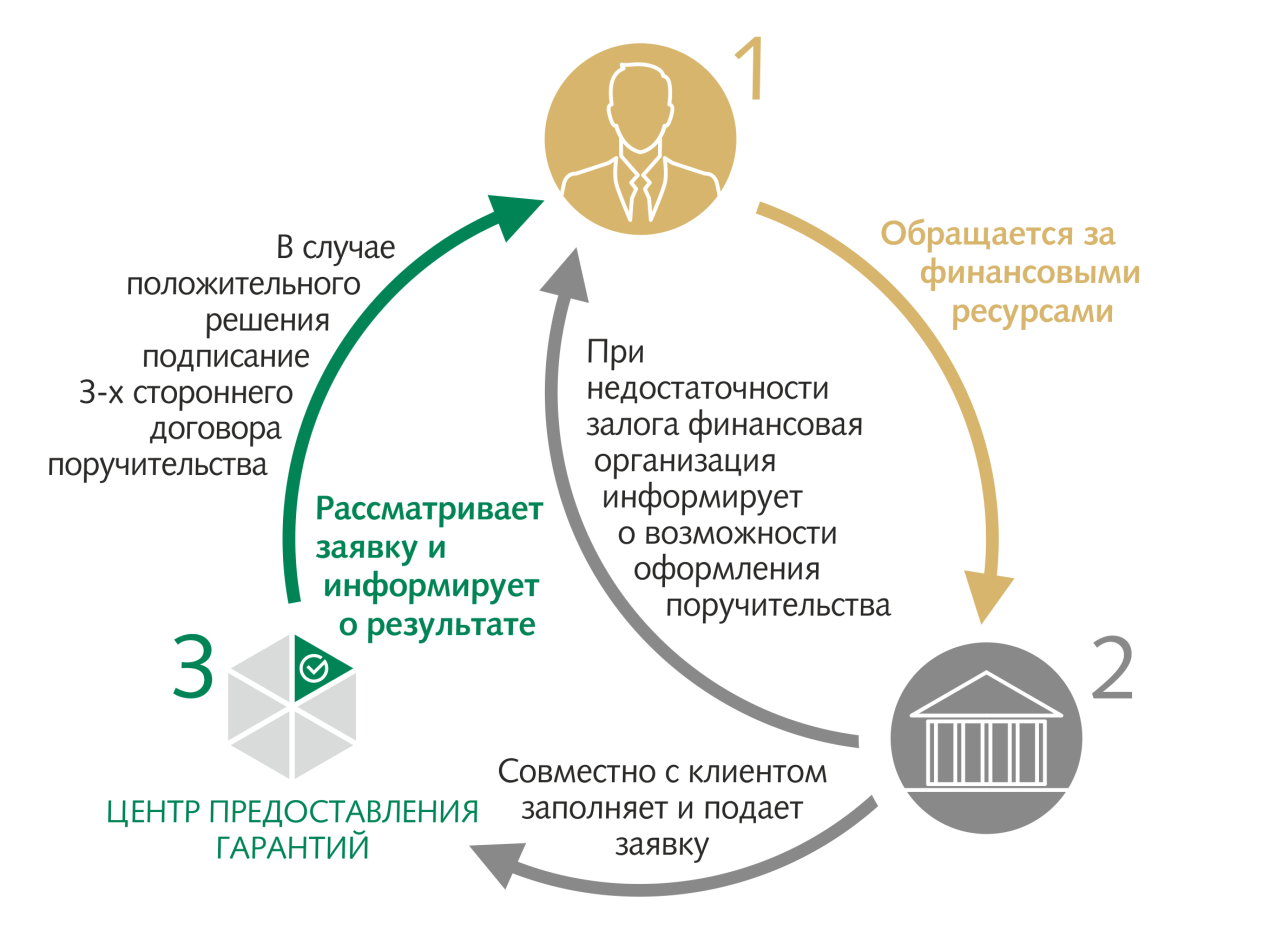 1
Обращается за
финансовыми
ресурсами
2
При
недостаточности
залога финансовая
организация
информирует
о возможности
оформления
поручительства
Совместно с клиентом
заполняет и подает
заявку
3
ЦЕНТР ПРЕДОСТАВЛЕНИЯ
ГАРАНТИЙ
Рассматривает
заявку и
информирует
о результате
В случае
положительного
решения
подписание
3-х стороннего
договора
поручительства